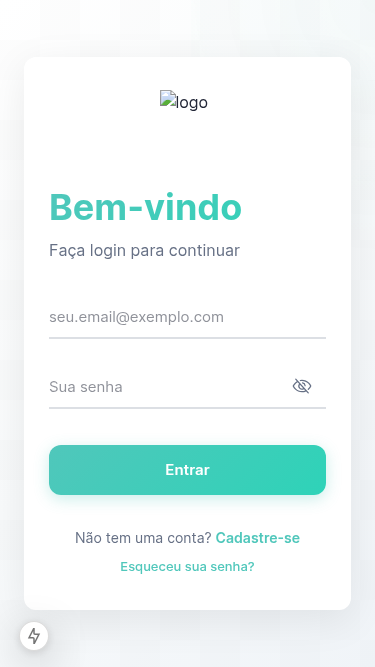 logo
Bem-vindo
Faça login para continuar
seu.email@exemplo.com
Sua senha
Entrar
Não tem uma conta? Cadastre-se
Esqueceu sua senha?